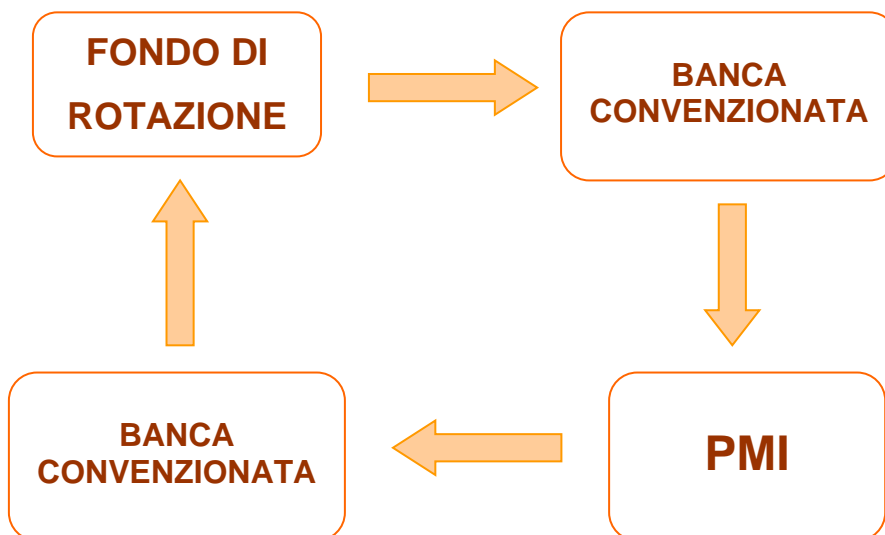 FONDO DI
ROTAZIONE
BANCA
CONVENZIONATA
BANCA
CONVENZIONATA
PMI